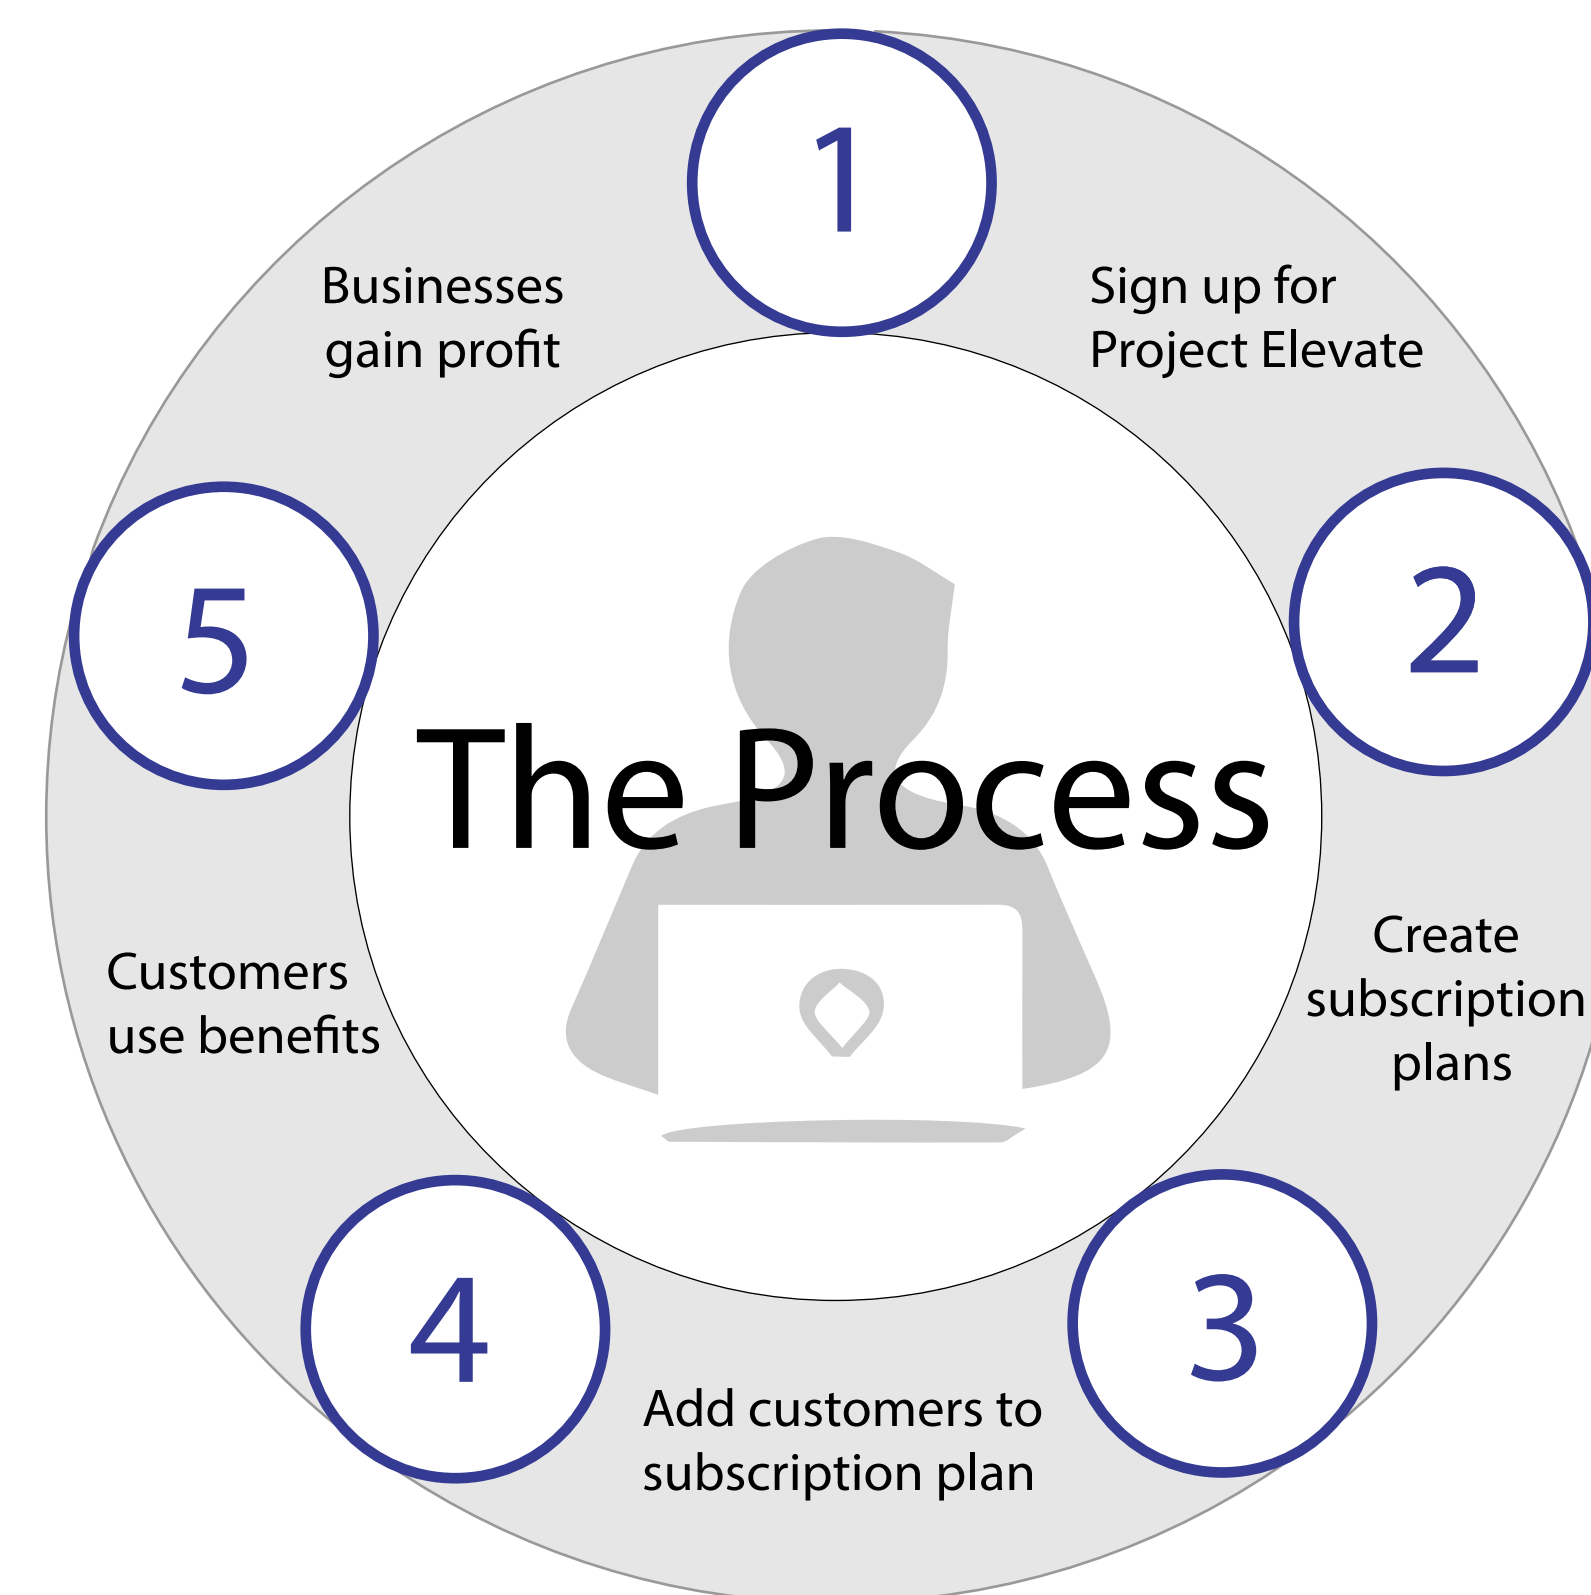 1
Sign up for
Project Elevate
2
Create
subscription
plans
3
Add customers to
subscription plan
4
Customers
use benefits
5
Businesses
gain profit
The Process